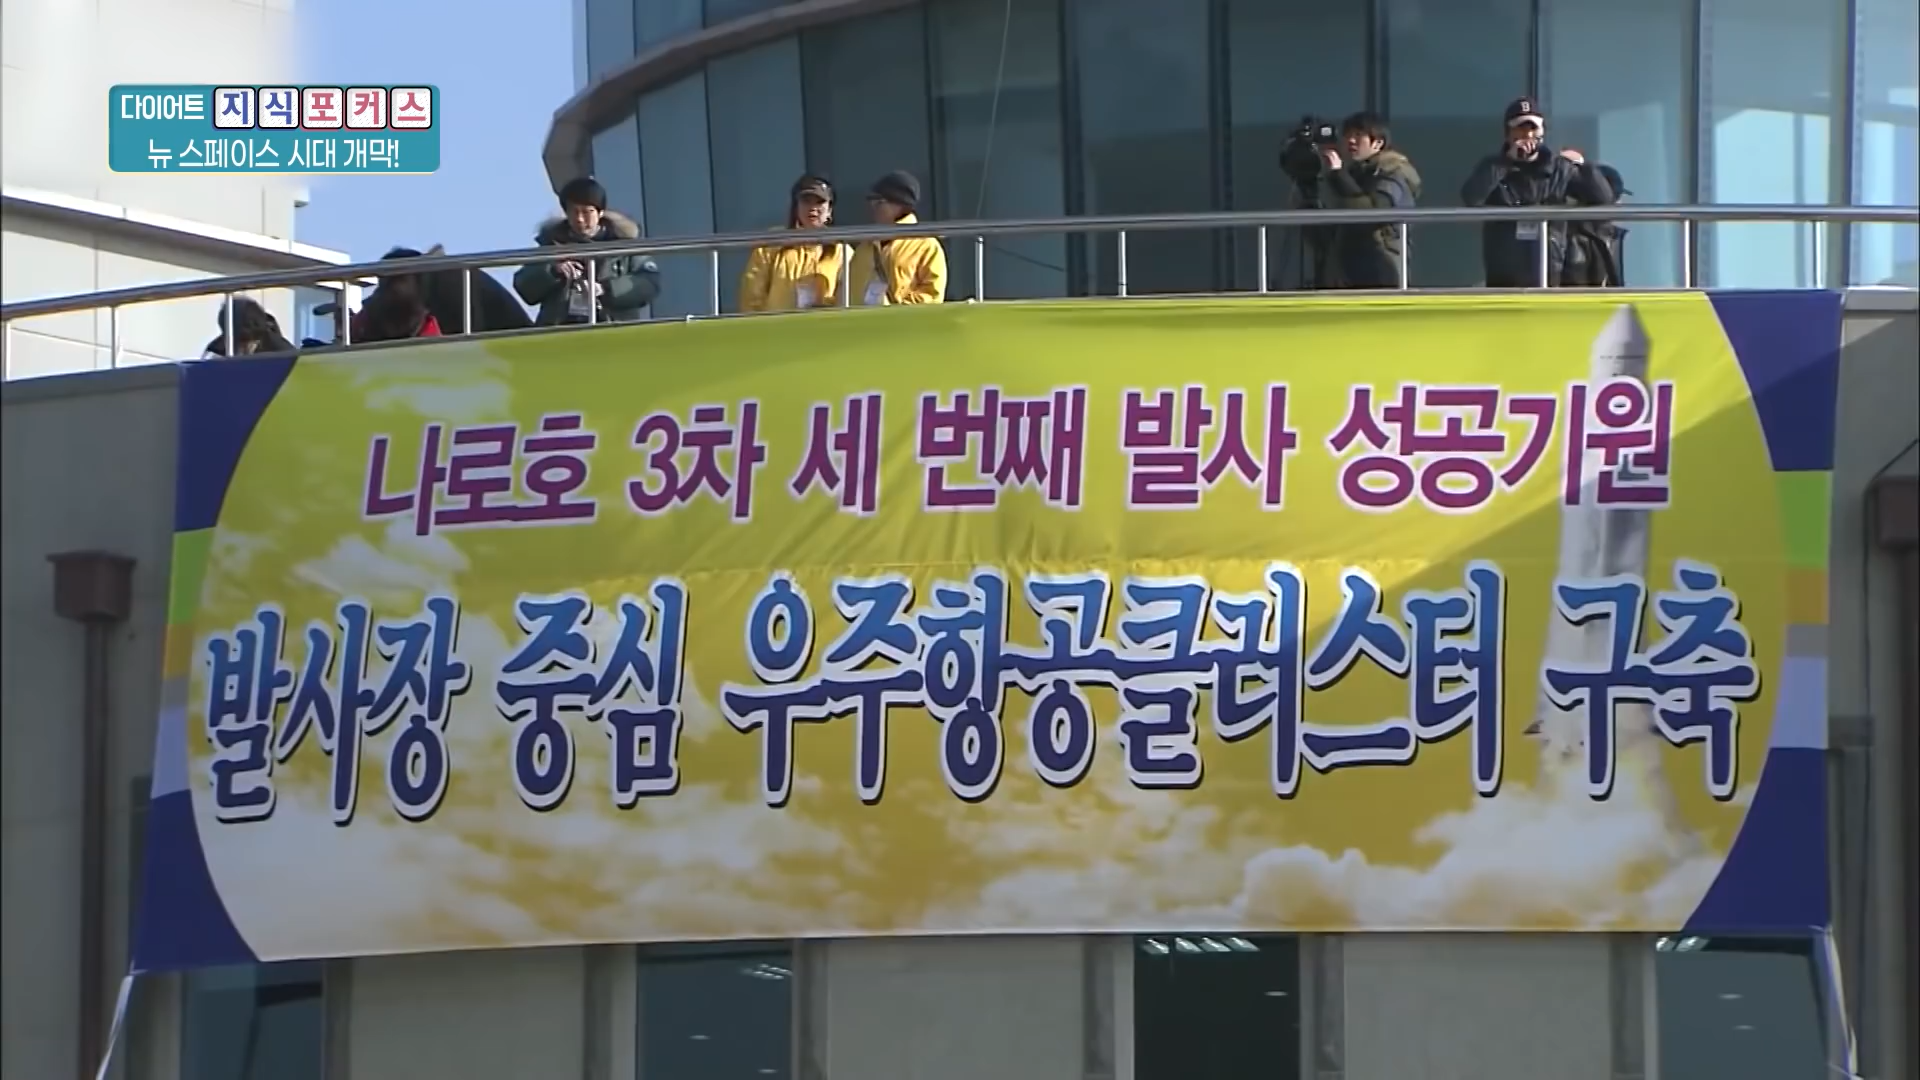 다이어트 지식포커스
뉴 스페이스 시대 개막!
나로호 3차 세 번째 발사 성공기원
발사장 중심 우주항공클러스터 구축